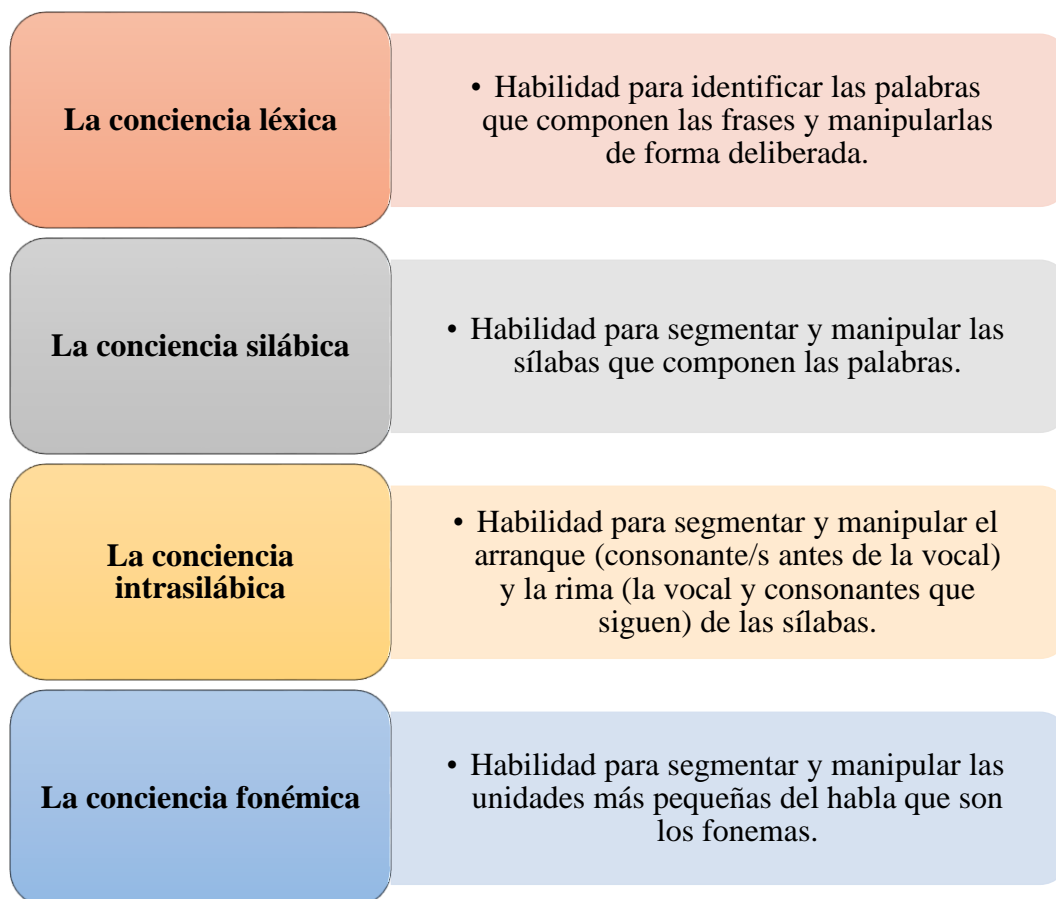 La conciencia léxica
• Habilidad para identificar las palabras
que componen las frases y manipularlas
de forma deliberada.
La conciencia silábica
• Habilidad para segmentar y manipular las
sílabas que componen las palabras.
La conciencia
intrasilábica
• Habilidad para segmentar y manipular el
arranque (consonante/s antes de la vocal)
y la rima (la vocal y consonantes que
siguen) de las sílabas.
La conciencia fonémica
• Habilidad para segmentar y manipular las
unidades más pequeñas del habla que son
los fonemas.